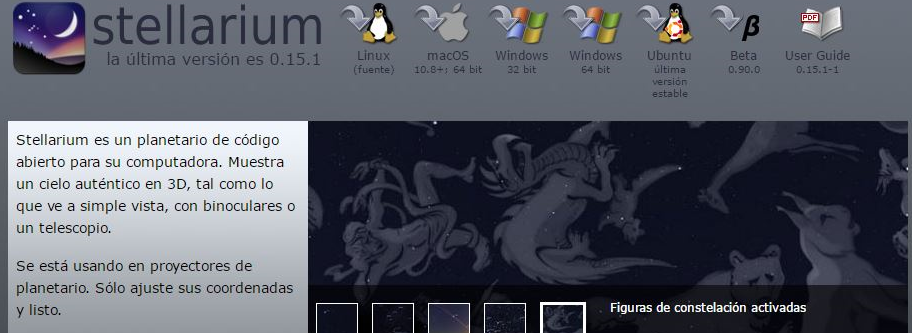 stellarium
la última versión es 0.15.1
Linux
(fuente)
macOS
10.8+; 64 bit
Windows
32 bit
Windows
64 bit
Ubuntu
última
versión
estable
β
Beta
0.90.0
PDF
User Guide
0.15.1-1
Stellarium es un planetario de código
abierto para su computadora. Muestra
un cielo auténtico en 3D, tal como lo
que ve a simple vista, con binoculares o
un telescopio.
Se está usando en proyectores de
planetario. Sólo ajuste sus coordenadas
y listo.
Figuras de constelación activadas